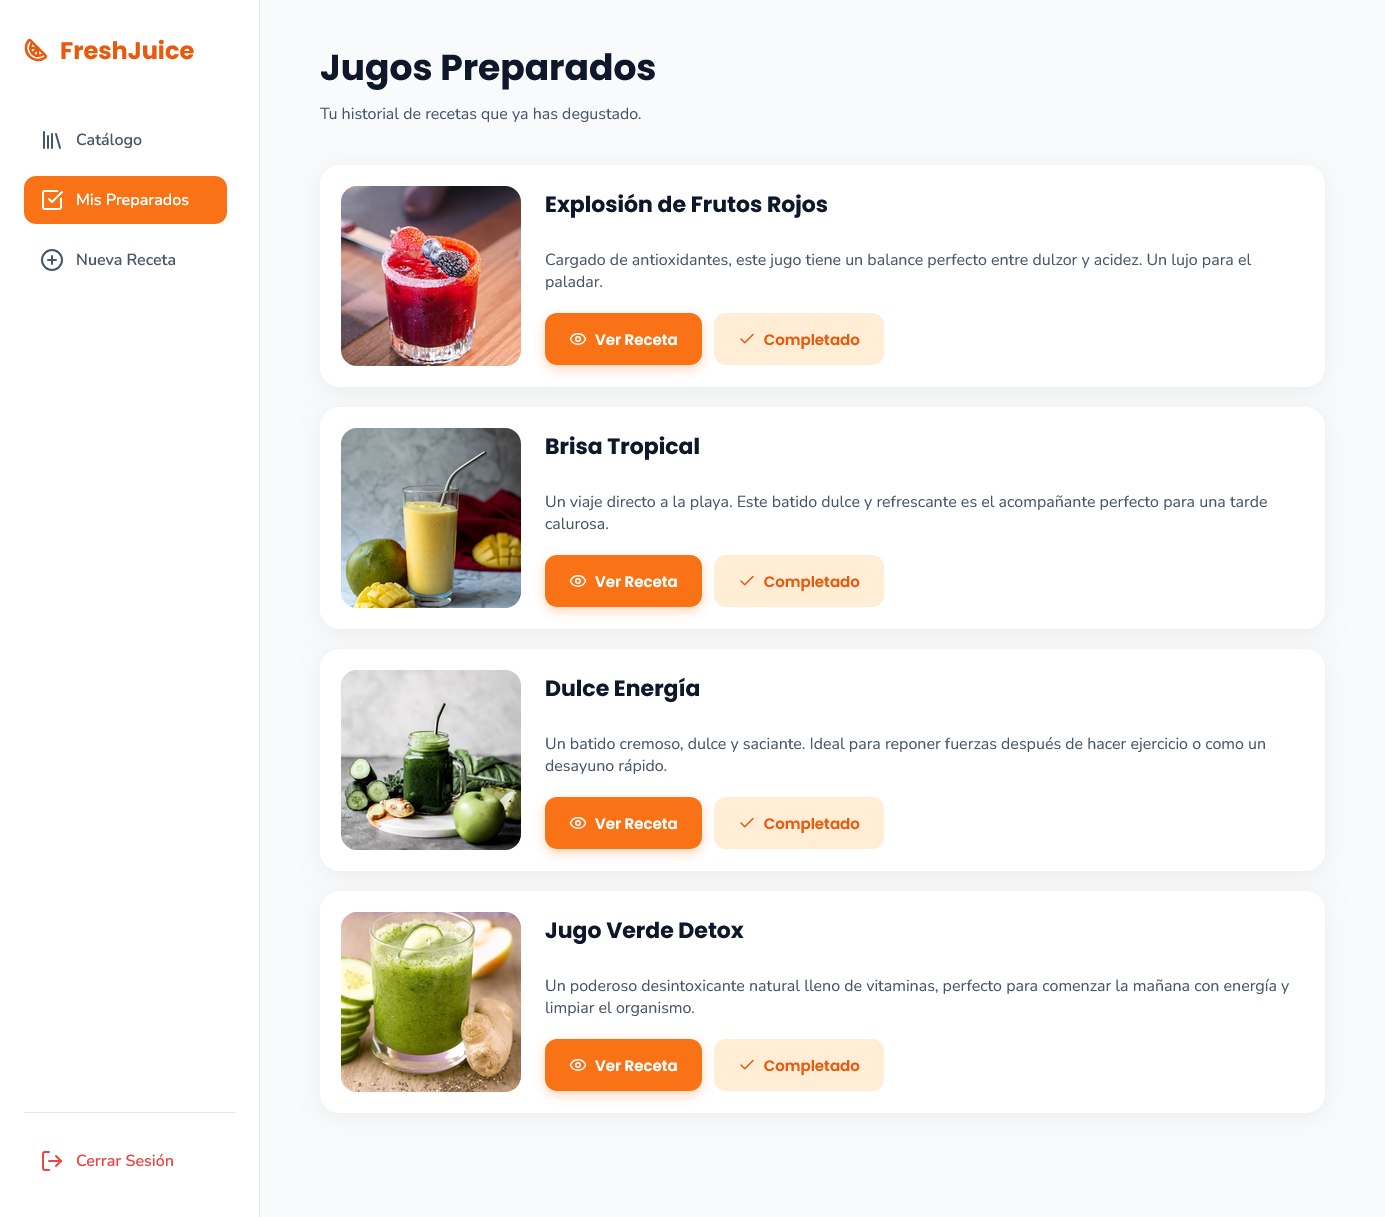 FreshJuice
Catálogo
Mis Preparados
Nueva Receta
Cerrar Sesión
Jugos Preparados
Tu historial de recetas que ya has degustado.
Explosión de Frutos Rojos
Cargado de antioxidantes, este jugo tiene un balance perfecto entre dulzor y acidez. Un lujo para el
paladar.
Ver Receta
Completado
Brisa Tropical
Un viaje directo a la playa. Este batido dulce y refrescante es el acompañante perfecto para una tarde
calurosa.
Ver Receta
Completado
Dulce Energía
Un batido cremoso, dulce y saciante. Ideal para reponer fuerzas después de hacer ejercicio o como un
desayuno rápido.
Ver Receta
Completado
Jugo Verde Detox
Un poderoso desintoxicante natural lleno de vitaminas, perfecto para comenzar la mañana con energía y
limpiar el organismo.
Ver Receta
Completado